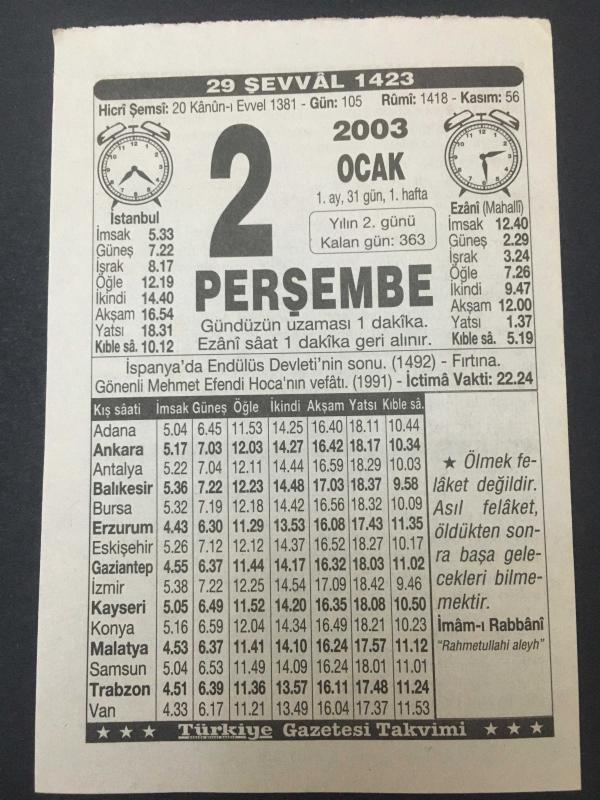 29 ŞEVVÂL 1423
Hicrî Şemsî: 20 Kânûn-ı Evvel 1381 - Gün: 105 Rûmî: 1418 - Kasım: 56
2
2003
OCAK
1. ay, 31 gün, 1. hafta
Yılın 2. günü
Kalan gün: 363
PERŞEMBE
Gündüzün uzaması 1 dakîka.
Ezânî sâat 1 dakîka geri alınır.
İstanbul
İmsak 5.33
Güneş 7.22
İşrak 8.17
Öğle 12.19
İkindi 14.40
Akşam 16.54
Yatsı 18.31
Kıble sâ. 10.12
Ezânî (Mahallî)
İmsak 12.40
Güneş 2.29
İşrak 3.24
Öğle 7.26
İkindi 9.47
Akşam 12.00
Yatsı 1.37
Kıble sâ. 5.19
İspanya'da Endülüs Devleti'nin sonu. (1492) - Fırtına.
Gönenli Mehmet Efendi Hoca'nın vefâtı. (1991) - İctimâ Vakti: 22.24
Kış sâati İmsak Güneş Öğle İkindi Akşam Yatsı Kıble sâ.
Adana 5.04 6.45 11.53 14.25 16.40 18.11 10.44
Ankara 5.17 7.03 12.03 14.27 16.42 18.17 10.34
Antalya 5.22 7.04 12.11 14.44 16.59 18.29 10.03
Balıkesir 5.36 7.22 12.23 14.48 17.03 18.37 9.58
Bursa 5.32 7.19 12.18 14.42 16.56 18.32 10.09
Erzurum 4.43 6.30 11.29 13.53 16.08 17.43 11.35
Eskişehir 5.26 7.12 12.12 14.37 16.52 18.27 10.17
Gaziantep 4.55 6.37 11.44 14.17 16.32 18.03 11.02
İzmir 5.38 7.22 12.25 14.54 17.09 18.42 9.46
Kayseri 5.05 6.49 11.52 14.20 16.35 18.08 10.50
Konya 5.16 6.59 12.04 14.34 16.49 18.21 10.23
Malatya 4.53 6.37 11.41 14.10 16.24 17.57 11.12
Samsun 5.04 6.53 11.49 14.09 16.24 18.01 11.01
Trabzon 4.51 6.39 11.36 13.57 16.11 17.48 11.24
Van 4.33 6.17 11.21 13.49 16.04 17.37 11.53
★ Ölmek fe-
lâket değildir.
Asıl felâket,
öldükten son-
ra başa gele-
cekleri bilme-
mektir.
İmâm-ı Rabbânî
"Rahmetullahi aleyh"
★ ★ ★ Türkiye Gazetesi Takvimi ★ ★ ★